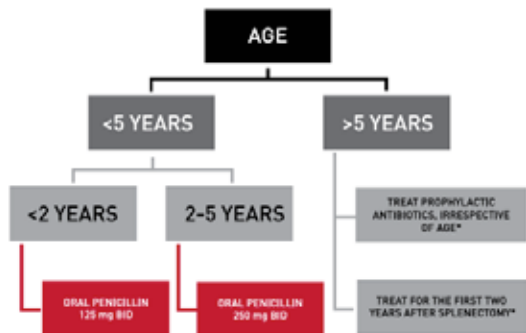 AGE
<5 YEARS
>5 YEARS
<2 YEARS
2–5 YEARS
TREAT PROPHYLACTIC
ANTIBIOTICS, IRRESPECTIVE
OF AGE*
ORAL PENICILLIN
125 mg BID
ORAL PENICILLIN
250 mg BID
TREAT FOR THE FIRST TWO
YEARS AFTER SPLENECTOMY*